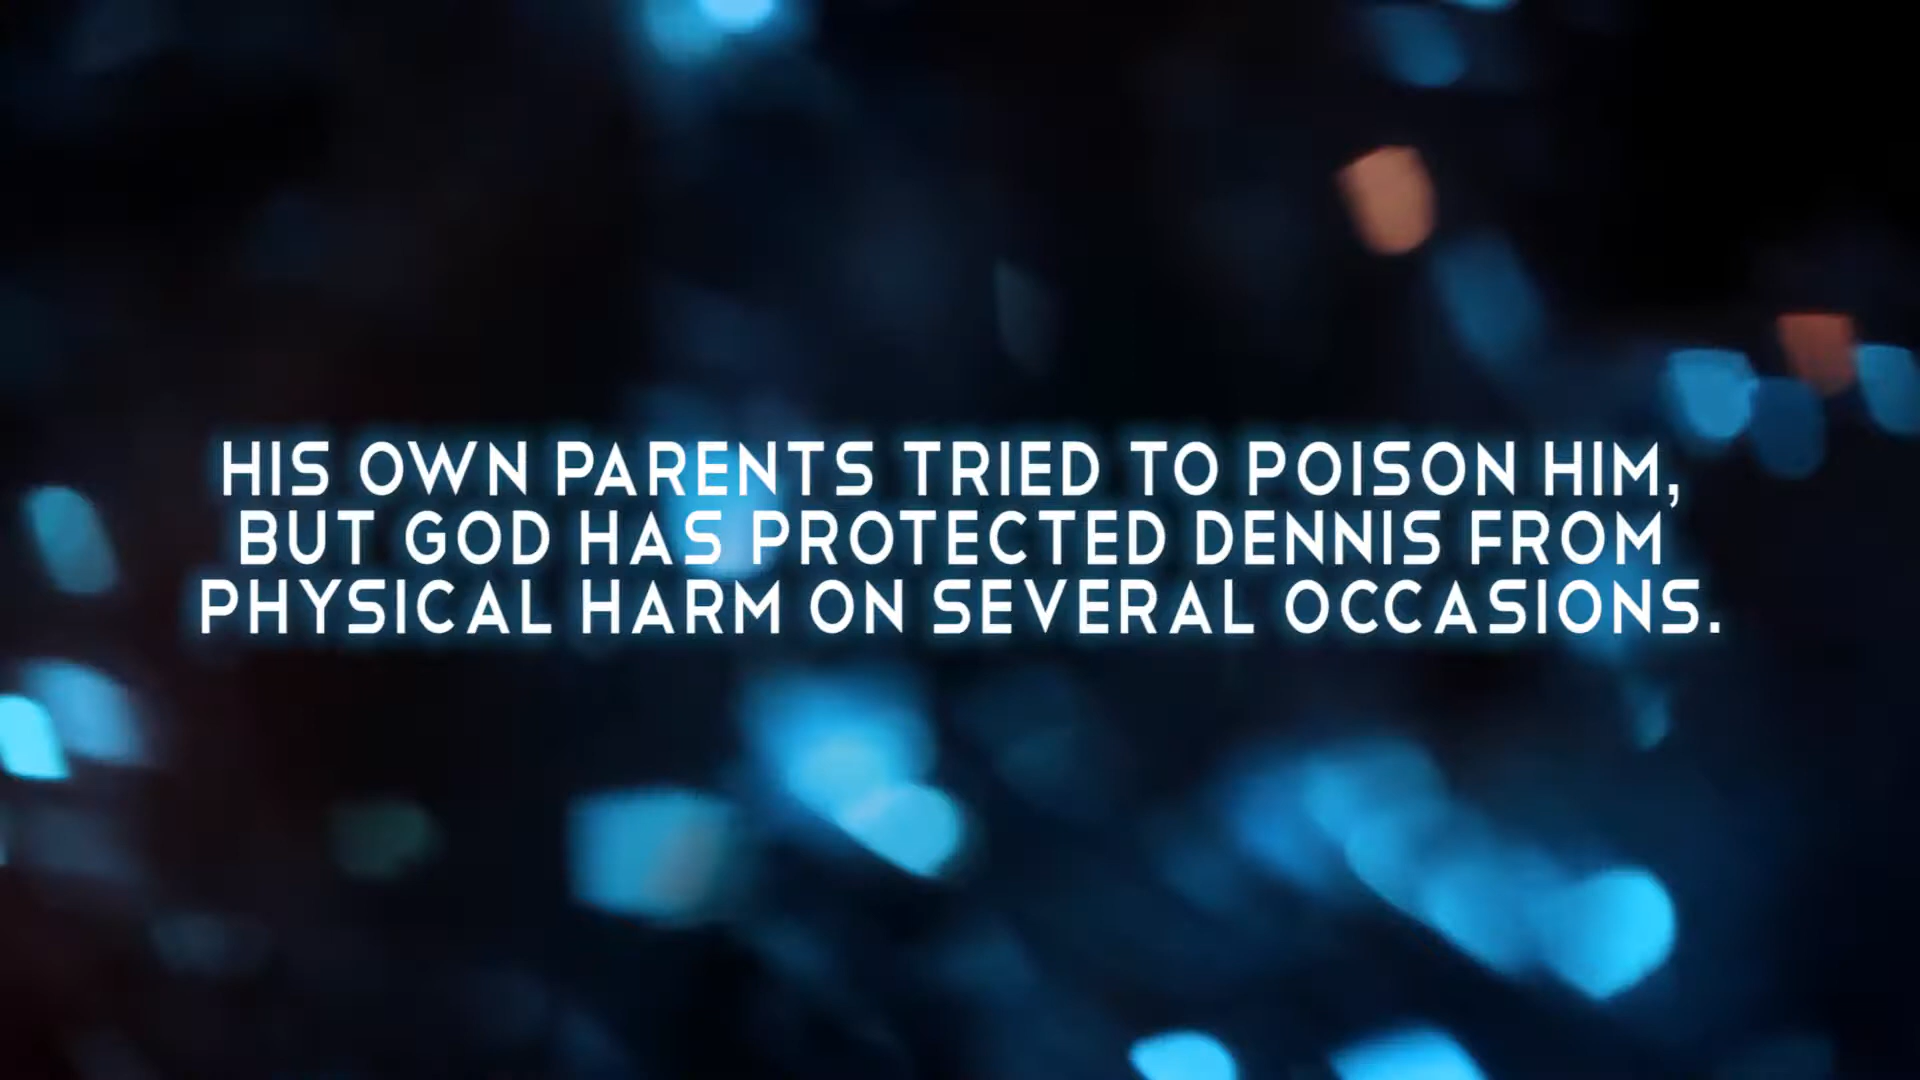 HIS OWN PARENTS TRIED TO POISON HIM,
BUT GOD HAS PROTECTED DENNIS FROM
PHYSICAL HARM ON SEVERAL OCCASIONS.